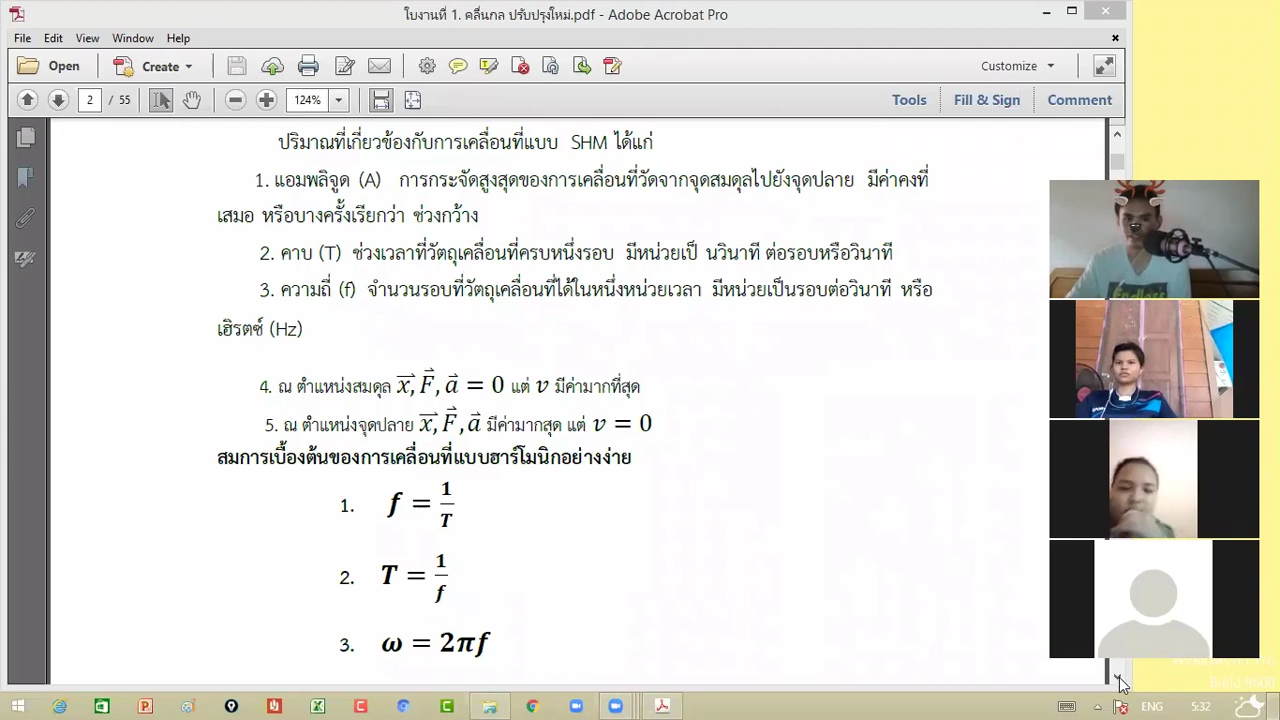 ใบงานที่ 1. คลื่นกล ปรับปรุงใหม่.pdf - Adobe Acrobat Pro
File Edit View Window Help
Open Create Customize
2 / 55 124% Tools Fill & Sign Comment
ปริมาณที่เกี่ยวข้องกับการเคลื่อนที่แบบ SHM ได้แก่
1. แอมพลิจูด (A) การกระจัดสูงสุดของการเคลื่อนที่วัดจากจุดสมดุลไปยังจุดปลาย มีค่าคงที่
เสมอ หรือบางครั้งเรียกว่า ช่วงกว้าง
2. คาบ (T) ช่วงเวลาที่วัตถุเคลื่อนที่ครบหนึ่งรอบ มีหน่วยเป็ นวินาที ต่อรอบหรือวินาที
3. ความถี่ (f) จำนวนรอบที่วัตถุเคลื่อนที่ได้ในหนึ่งหน่วยเวลา มีหน่วยเป็นรอบต่อวินาที หรือ
เฮิรตซ์ (Hz)
4. ณ ตำแหน่งสมดุล x⃗, F⃗, a⃗ = 0 แต่ v มีค่ามากที่สุด
5. ณ ตำแหน่งจุดปลาย x⃗, F⃗, a⃗ มีค่ามากสุด แต่ v = 0
สมการเบื้องต้นของการเคลื่อนที่แบบฮาร์โมนิกอย่างง่าย
1. f = 1/T
2. T = 1/f
3. ω = 2πf
Endless
Build 9600
ENG 5:32